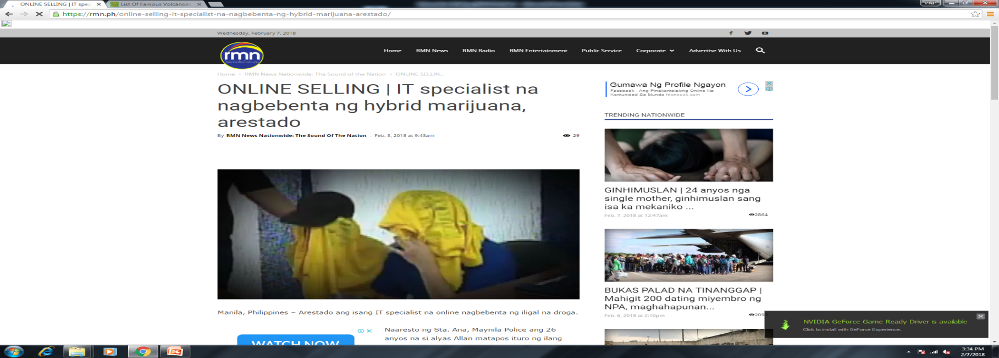 ONLINE SELLING | IT spec
List Of Famous Volcanoes
PNP
https://rmn.ph/online-selling-it-specialist-na-nagbebenta-ng-hybrid-marijuana-arestado/
Wednesday, February 7, 2018
rmn
Home
RMN News
RMN Radio
RMN Entertainment
Public Service
Corporate
Advertise With Us
Home › RMN News Nationwide: The Sound of the Nation › ONLINE SELLIN...
ONLINE SELLING | IT specialist na
nagbebenta ng hybrid marijuana,
arestado
By RMN News Nationwide: The Sound Of The Nation - Feb. 3, 2018 at 9:43am
29
Manila, Philippines – Arestado ang isang IT specialist na online nagbebenta ng iligal na droga.
WATCH NOW
Naaresto ng Sta. Ana, Maynila Police ang 26
anyos na si alyas Allan matapos ituro ng ilang
Gumawa Ng Profile Ngayon
Facebook - Ang Pinakamalaking Online Na
Komunidad Sa Mundo facebook.com
TRENDING NATIONWIDE
GINHIMUSLAN | 24 anyos nga
single mother, ginhimuslan sang
isa ka mekaniko ...
Feb. 7, 2018 at 12:47am
2864
BUKAS PALAD NA TINANGGAP |
Mahigit 200 dating miyembro ng
NPA, maghahapunan...
Feb. 6, 2018 at 2:10pm
NVIDIA GeForce Game Ready Driver is available
Click to install with GeForce Experience.
3:34 PM
2/7/2018